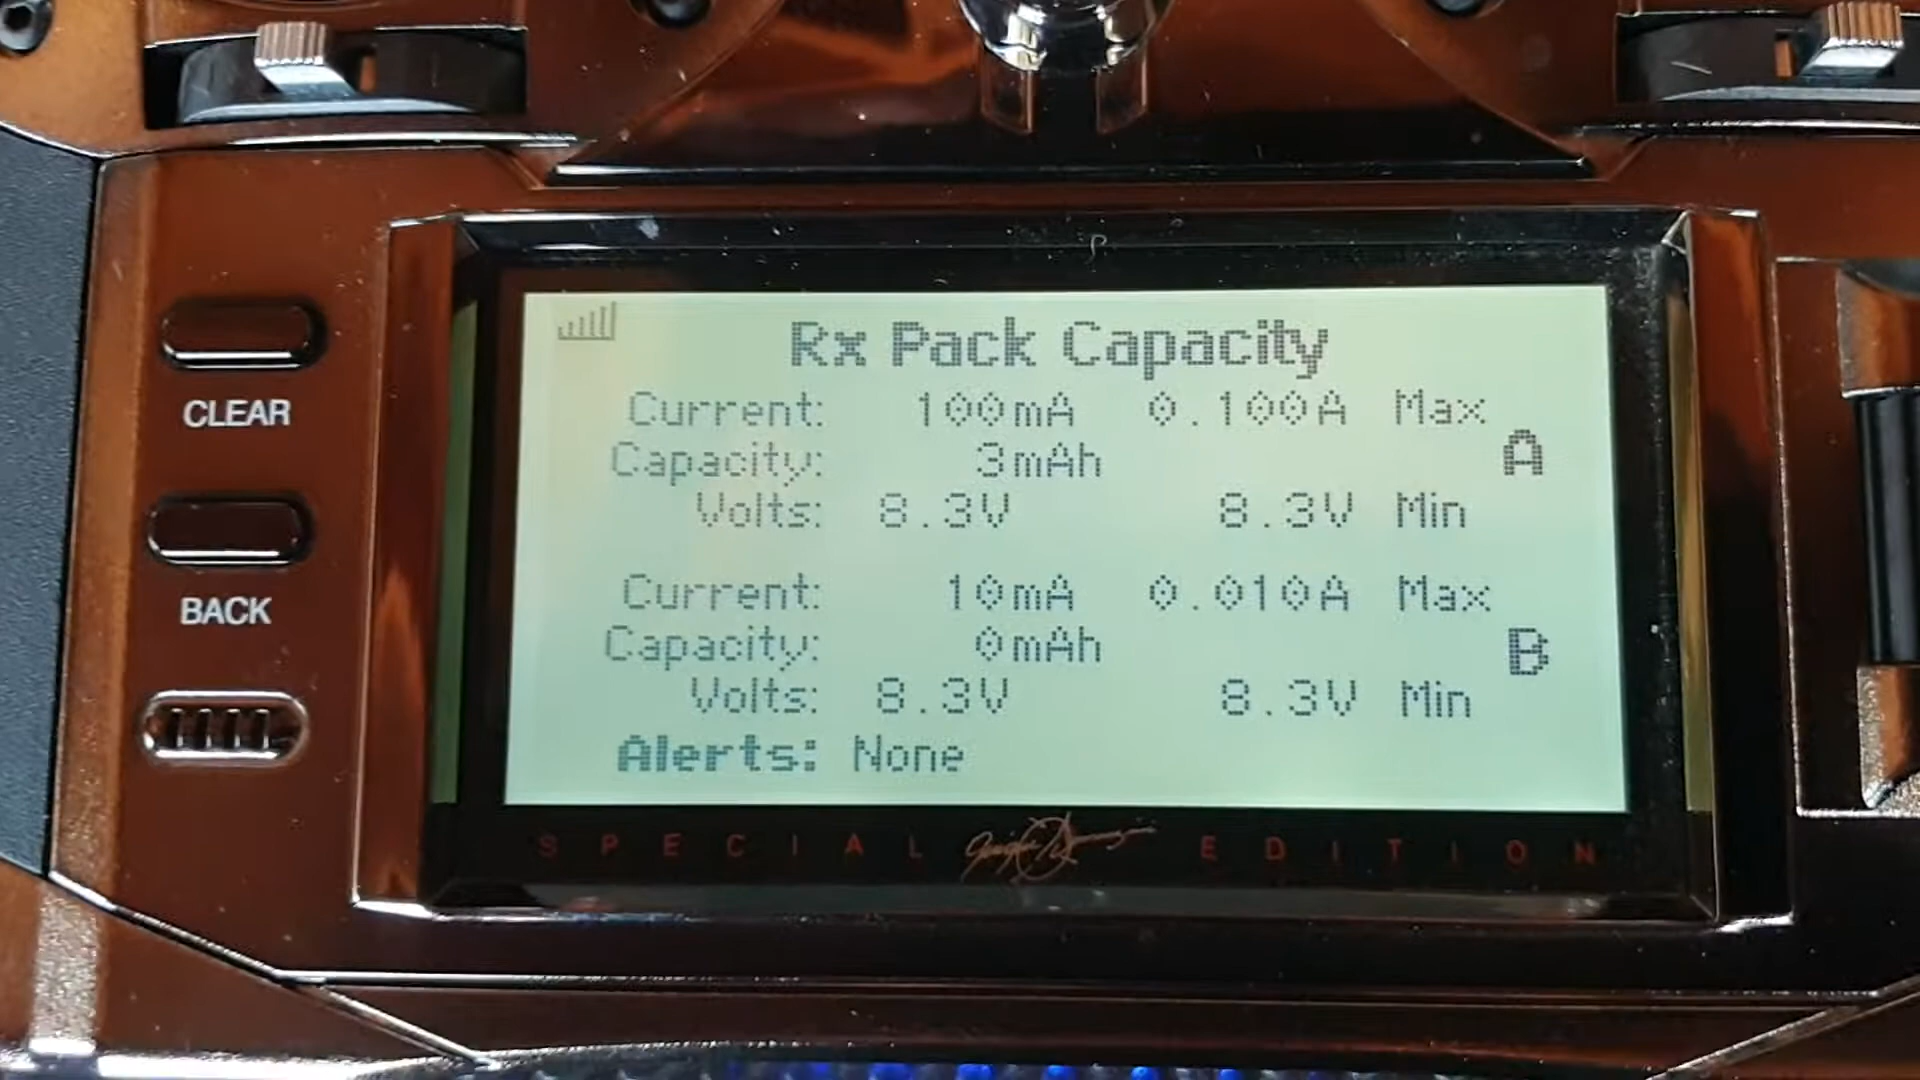 Rx Pack Capacity
Current: 100mA 0.100A Max
Capacity: 3mAh
A
Volts: 8.3V 8.3V Min
Current: 10mA 0.010A Max
Capacity: 0mAh
B
Volts: 8.3V 8.3V Min
Alerts: None
SPECIAL EDITION
CLEAR
BACK